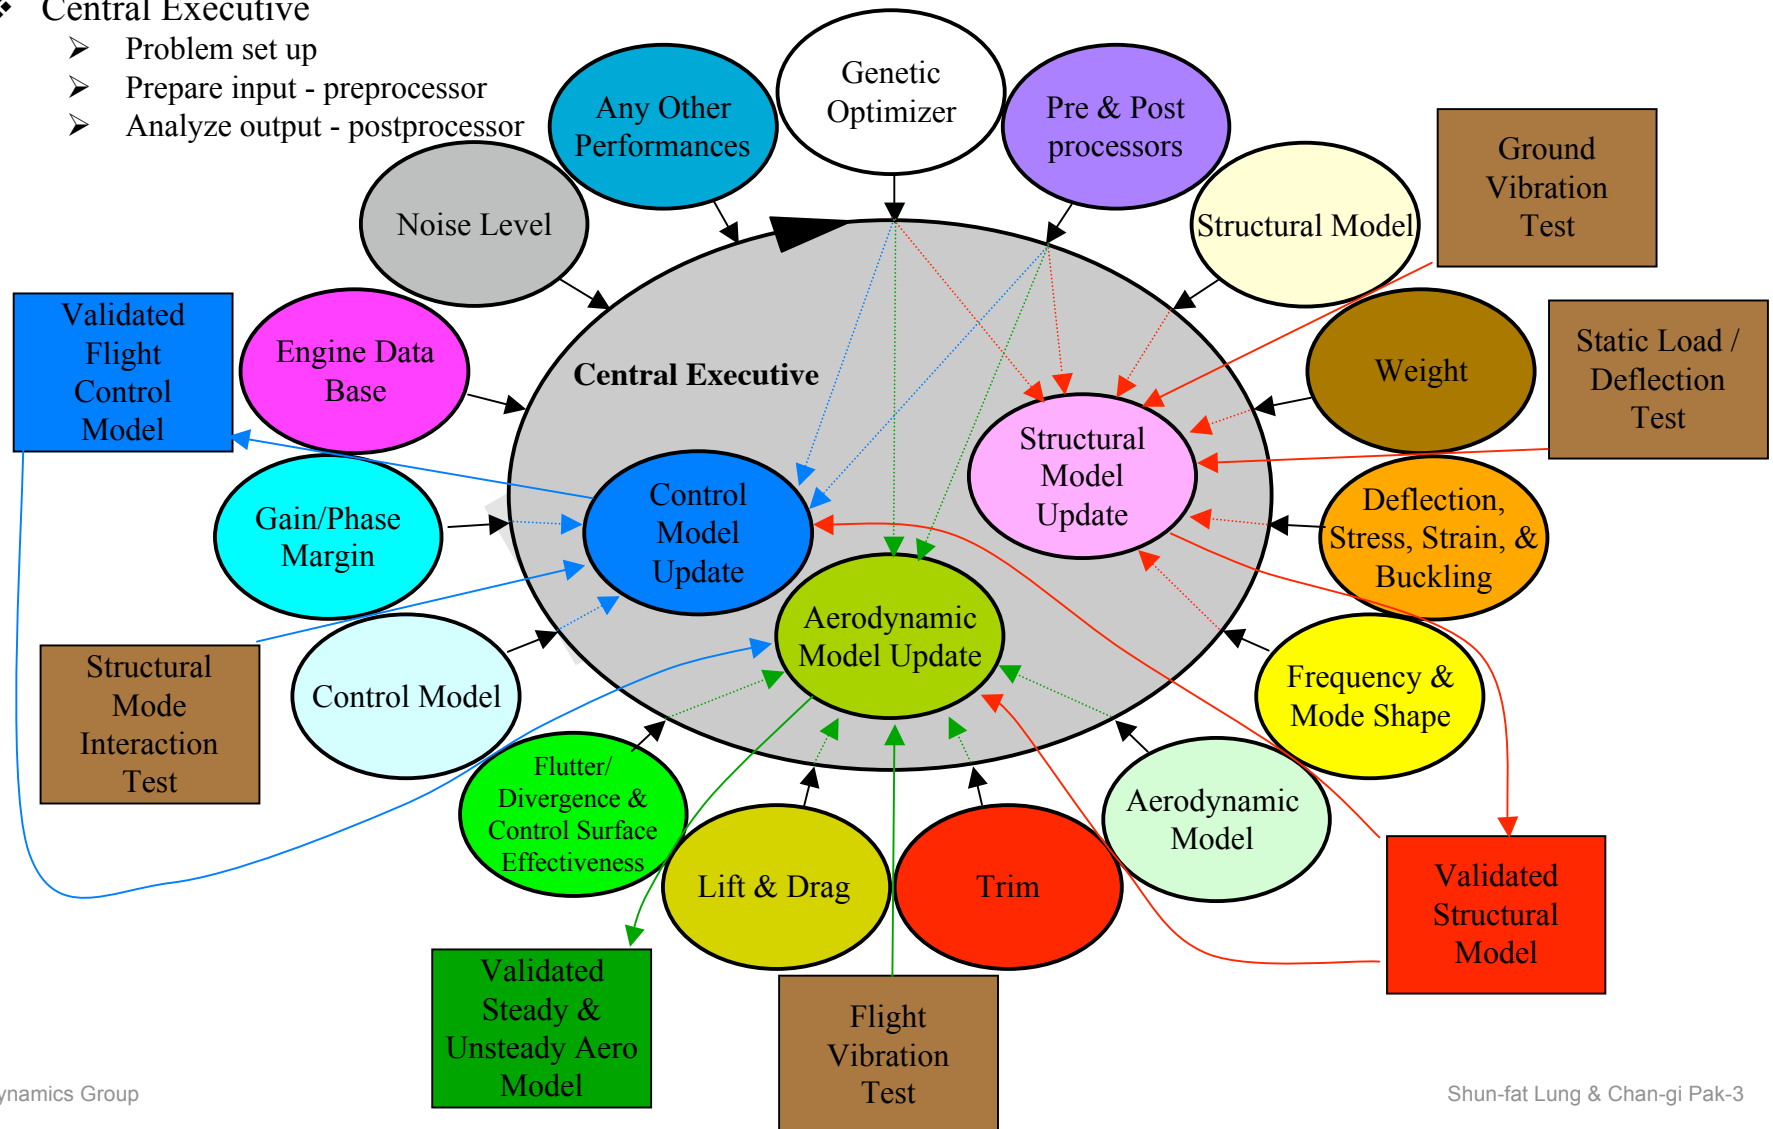 Central Executive
Problem set up
Prepare input - preprocessor
Analyze output - postprocessor
Any Other
Performances
Genetic
Optimizer
Pre & Post
processors
Ground
Vibration
Test
Noise Level
Structural Model
Validated
Flight
Control
Model
Engine Data
Base
Central Executive
Weight
Static Load /
Deflection
Test
Structural
Model
Update
Control
Model
Update
Gain/Phase
Margin
Deflection,
Stress, Strain, &
Buckling
Aerodynamic
Model Update
Structural
Mode
Interaction
Test
Control Model
Frequency &
Mode Shape
Flutter/
Divergence &
Control Surface
Effectiveness
Lift & Drag
Trim
Aerodynamic
Model
Validated
Structural
Model
Validated
Steady &
Unsteady Aero
Model
Flight
Vibration
Test
ynamics Group
Shun-fat Lung & Chan-gi Pak-3